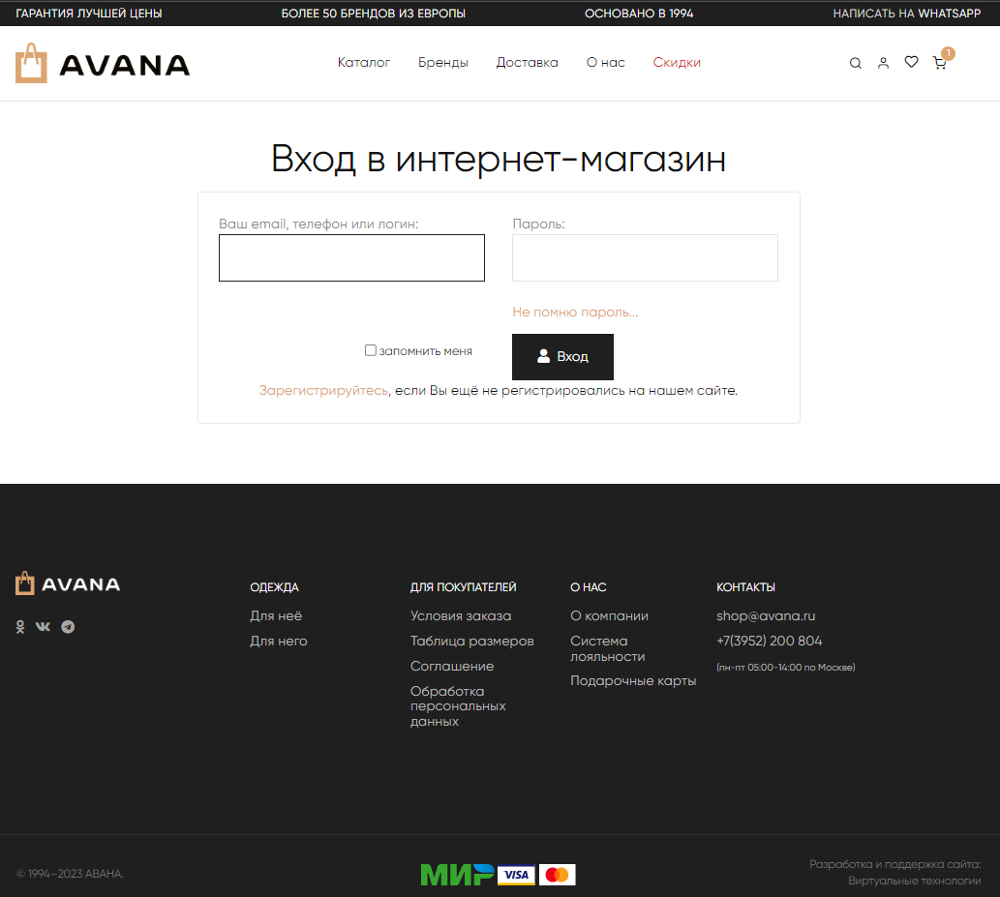 ГАРАНТИЯ ЛУЧШЕЙ ЦЕНЫ
БОЛЕЕ 50 БРЕНДОВ ИЗ ЕВРОПЫ
ОСНОВАНО В 1994
НАПИСАТЬ НА WHATSAPP
AVANA
Каталог
Бренды
Доставка
О нас
Скидки
1
Вход в интернет-магазин
Ваш email, телефон или логин:
Пароль:
Не помню пароль...
запомнить меня
Вход
Зарегистрируйтесь, если Вы ещё не регистрировались на нашем сайте.
AVANA
ОДЕЖДА
Для неё
Для него
ДЛЯ ПОКУПАТЕЛЕЙ
Условия заказа
Таблица размеров
Соглашение
Обработка
персональных
данных
О НАС
О компании
Система
лояльности
Подарочные карты
КОНТАКТЫ
shop@avana.ru
+7(3952) 200 804
(пн-пт 05:00-14:00 по Москве)
© 1994–2023 АВАНА.
МИР
VISA
Разработка и поддержка сайта:
Виртуальные технологии